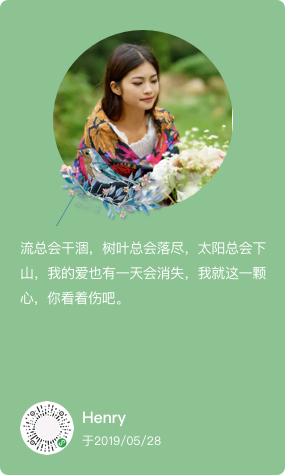 流总会干涸，树叶总会落尽，太阳总会下
山，我的爱也有一天会消失，我就这一颗
心，你看着伤吧。
Henry
于2019/05/28